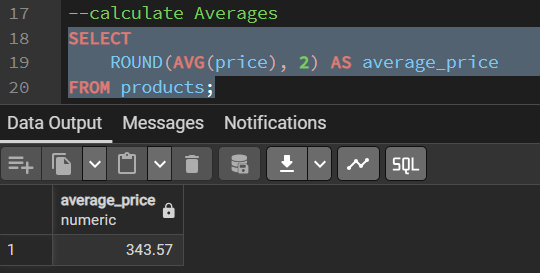 17 --calculate Averages
18 SELECT
19 ROUND(AVG(price), 2) AS average_price
20 FROM products;
Data Output Messages Notifications
SQL
average_price
numeric
1 343.57